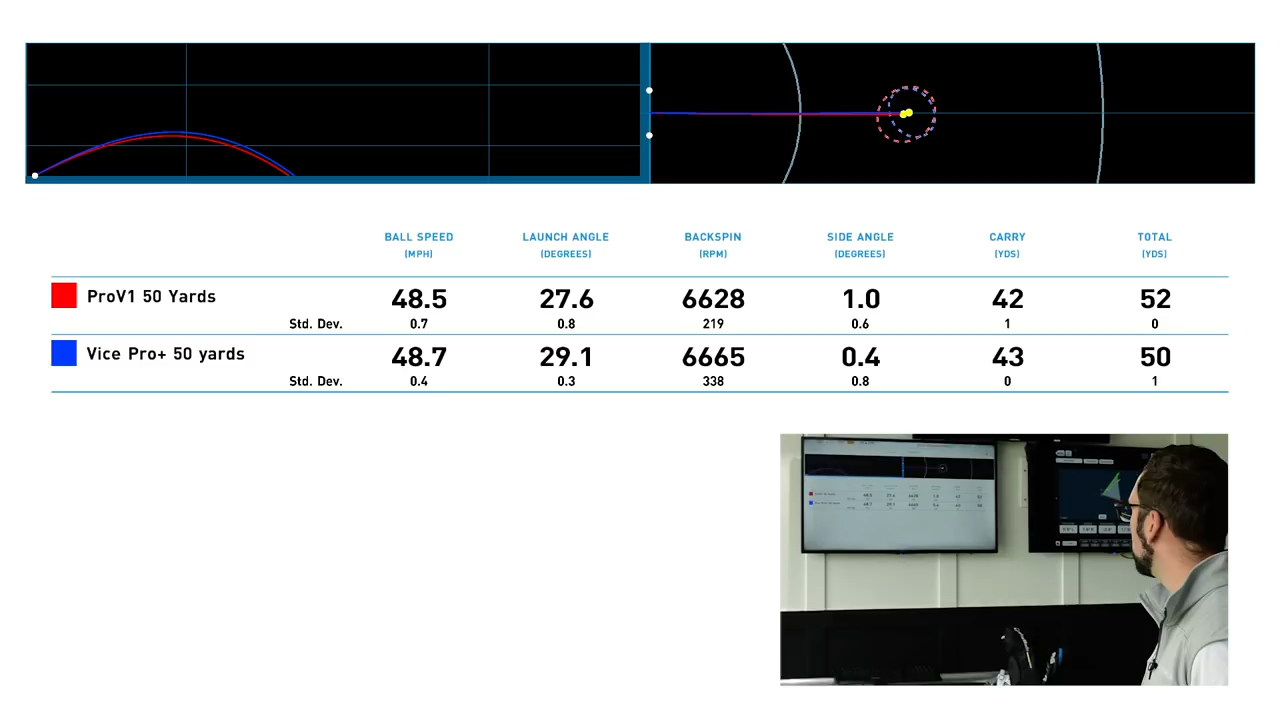 BALL SPEED LAUNCH ANGLE BACKSPIN SIDE ANGLE CARRY TOTAL
(MPH) (DEGREES) (RPM) (DEGREES) (YDS) (YDS)
ProV1 50 Yards 48.5 27.6 6628 1.0 42 52
Std. Dev. 0.7 0.8 219 0.6 1 0
Vice Pro+ 50 yards 48.7 29.1 6665 0.4 43 50
Std. Dev. 0.4 0.3 338 0.8 0 1